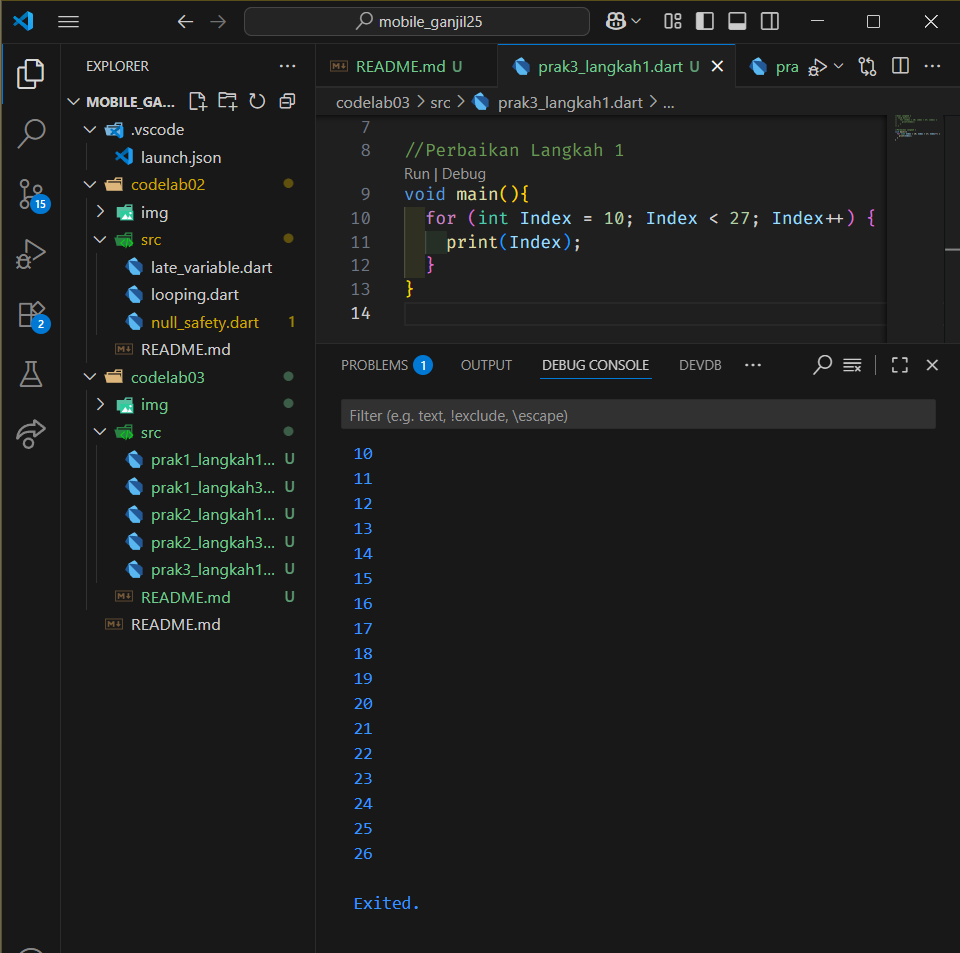 mobile_ganjil25
EXPLORER
MOBILE_GA...
.vscode
launch.json
codelab02
img
src
late_variable.dart
looping.dart
null_safety.dart 1
README.md
codelab03
img
src
prak1_langkah1... U
prak1_langkah3... U
prak2_langkah1... U
prak2_langkah3... U
prak3_langkah1... U
README.md U
README.md
15
2
README.md U
prak3_langkah1.dart U
pra
codelab03 > src > prak3_langkah1.dart > ...
7
8 //Perbaikan Langkah 1
Run | Debug
9 void main(){
10 for (int Index = 10; Index < 27; Index++) {
11 print(Index);
12 }
13 }
14
PROBLEMS 1 OUTPUT DEBUG CONSOLE DEVDB
Filter (e.g. text, !exclude, \escape)
10
11
12
13
14
15
16
17
18
19
20
21
22
23
24
25
26
Exited.